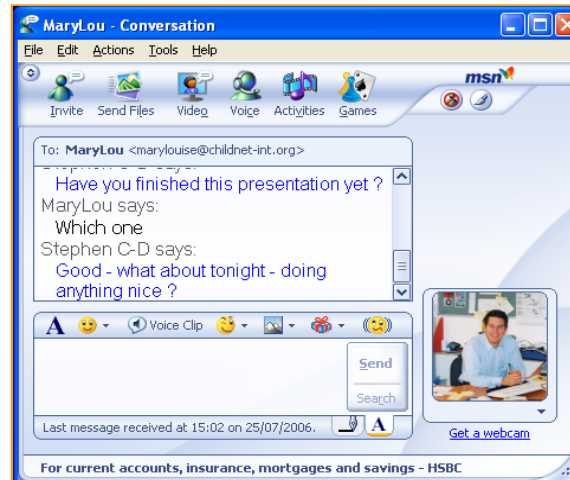 MaryLou - Conversation
File Edit Actions Tools Help
msn
Invite Send Files Video Voice Activities Games
To: MaryLou <marylouise@childnet-int.org>
Stephen C-D says:
Have you finished this presentation yet ?
MaryLou says:
Which one
Stephen C-D says:
Good - what about tonight - doing
anything nice ?
A Voice Clip
Send
Search
Last message received at 15:02 on 25/07/2006.
A
Get a webcam
For current accounts, insurance, mortgages and savings - HSBC